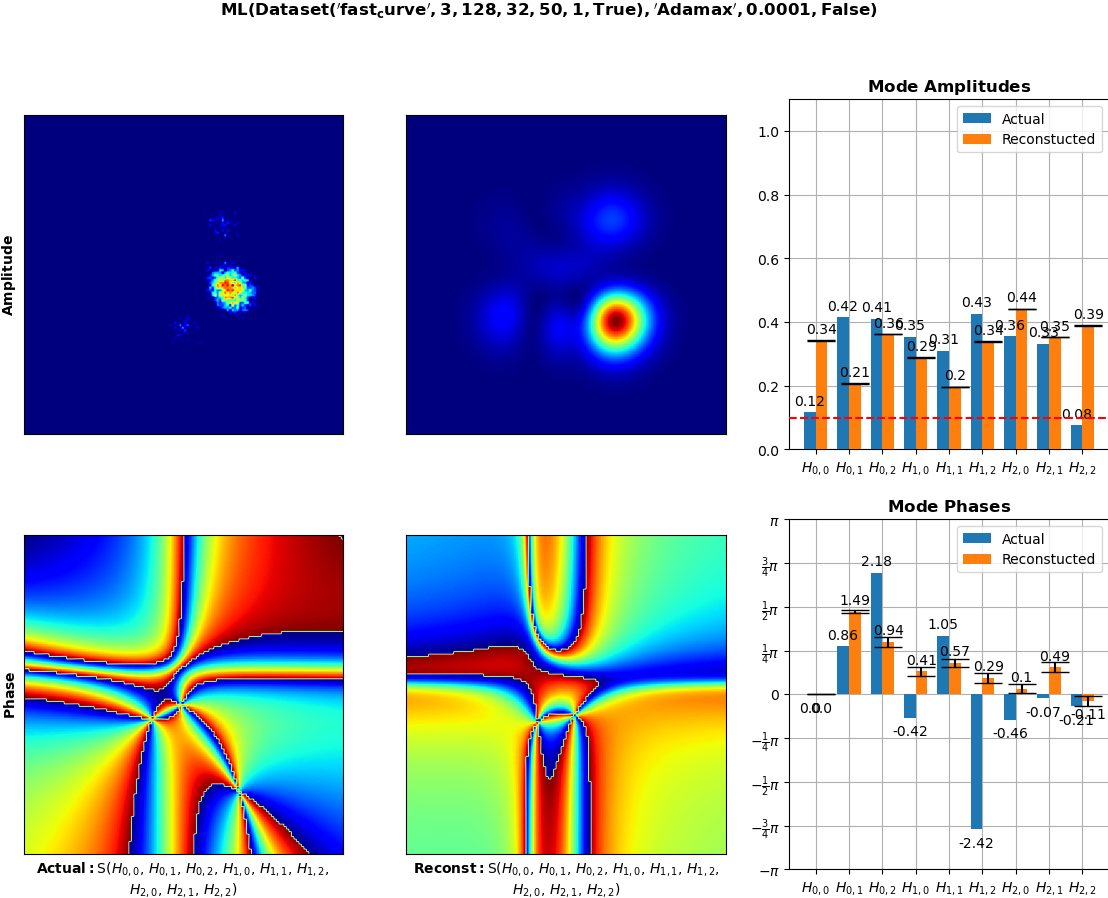 ML(Dataset('fast_curve', 3, 128, 32, 50, 1, True), 'Adamax', 0.0001, False)
Amplitude
Mode Amplitudes
Actual
Reconstucted
1.0
0.8
0.6
0.4
0.2
0.0
0.12
0.34
0.42
0.21
0.41
0.36
0.35
0.29
0.31
0.2
0.43
0.34
0.36
0.44
0.33
0.35
0.08
0.39
H0,0 H0,1 H0,2 H1,0 H1,1 H1,2 H2,0 H2,1 H2,2
Phase
Actual: S(H0,0, H0,1, H0,2, H1,0, H1,1, H1,2,
H2,0, H2,1, H2,2)
Reconst: S(H0,0, H0,1, H0,2, H1,0, H1,1, H1,2,
H2,0, H2,1, H2,2)
Mode Phases
Actual
Reconstucted
π
3/4π
1/2π
1/4π
0
−1/4π
−1/2π
−3/4π
−π
0.0
0.0
0.86
1.49
2.18
0.94
-0.42
0.41
1.05
0.57
-2.42
0.29
-0.46
0.1
-0.07
0.49
-0.21
-0.11
H0,0 H0,1 H0,2 H1,0 H1,1 H1,2 H2,0 H2,1 H2,2